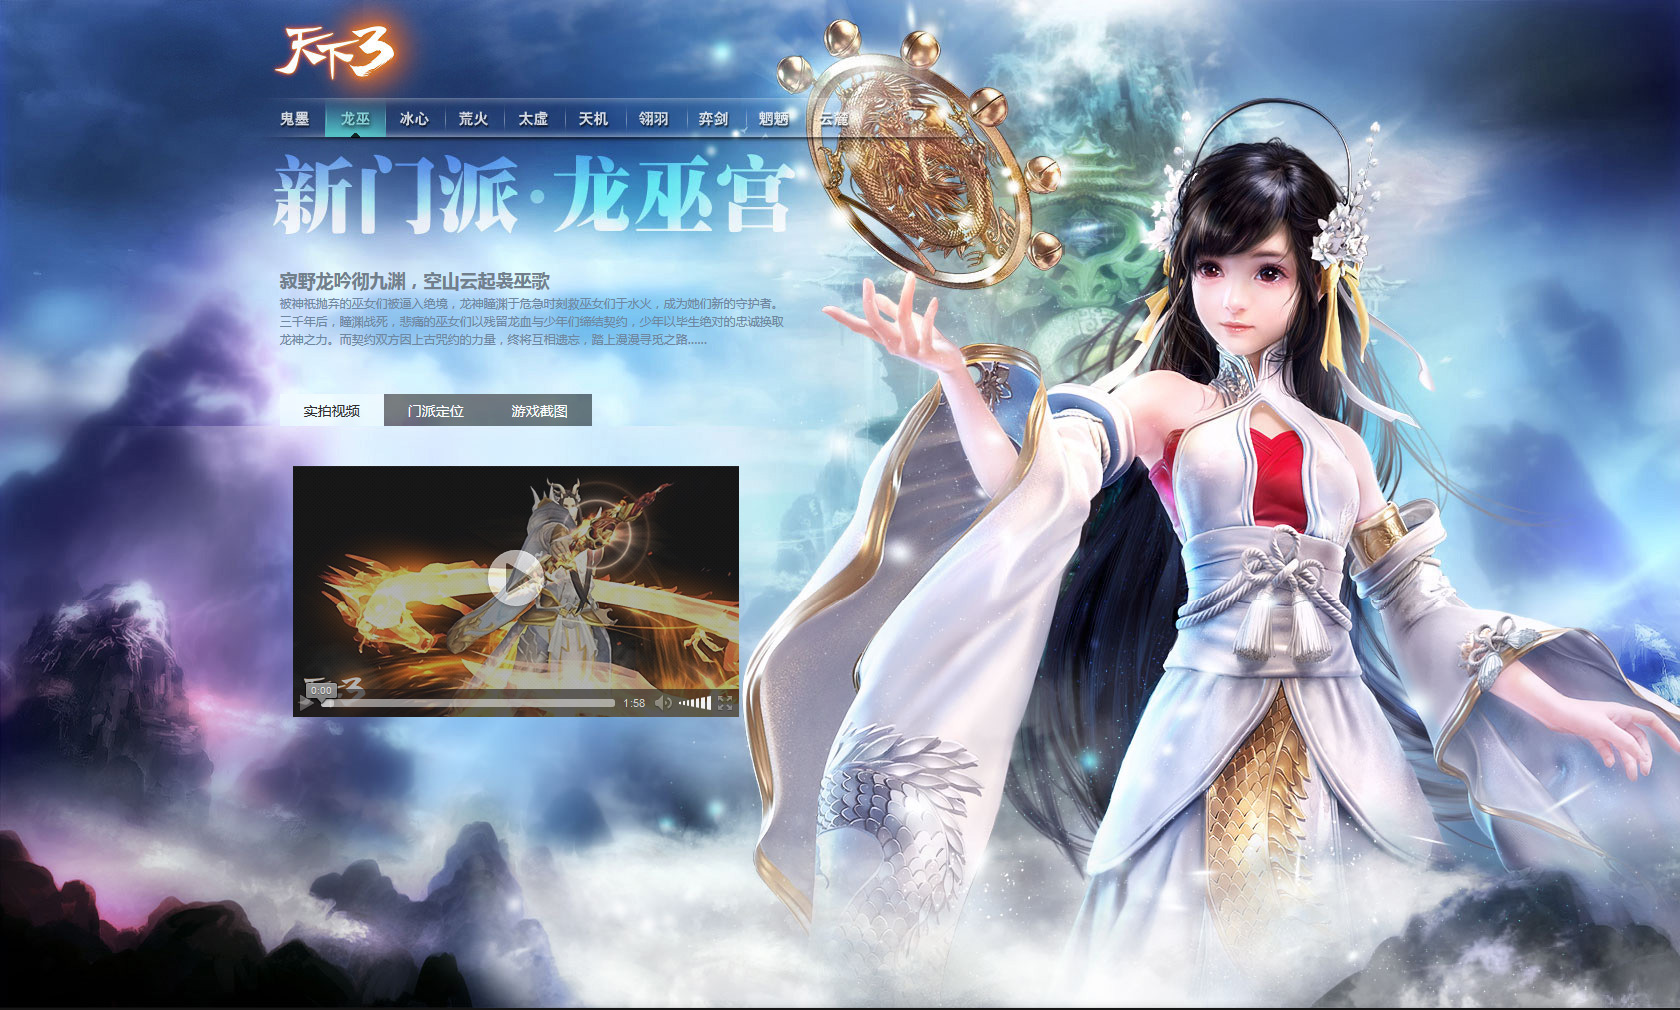 天下3
鬼墨 龙巫 冰心 荒火 太虚 天机 翎羽 弈剑 魍魉 云麓
新门派·龙巫宫
寂野龙吟彻九渊，空山云起袅巫歌
被神祇抛弃的巫女们被逼入绝境，龙神瞳渊于危急时刻救巫女们于水火，成为她们新的守护者。
三千年后，瞳渊战死，悲痛的巫女们以残留龙血与少年们缔结契约，少年以毕生绝对的忠诚换取
龙神之力。而契约双方因上古咒约的力量，终将互相遗忘，踏上漫漫寻觅之路......
实拍视频 门派定位 游戏截图
0:00
1:58